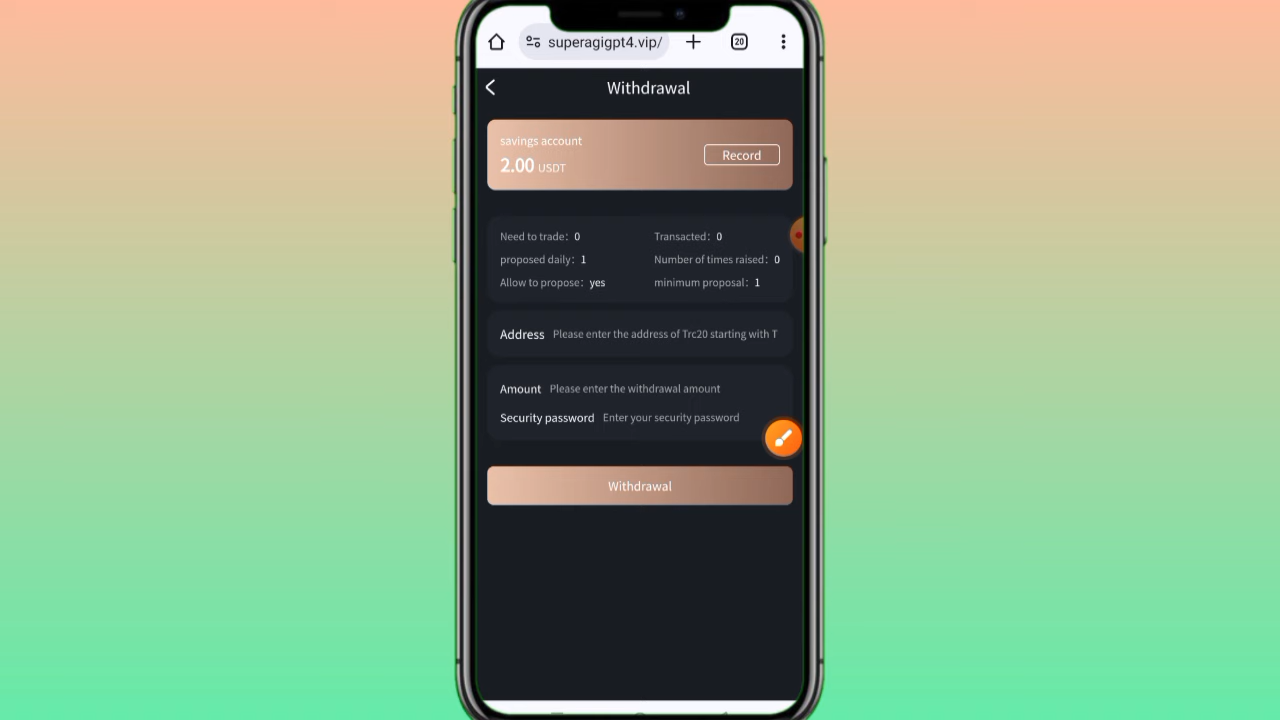 superagigpt4.vip/
20
Withdrawal
savings account
2.00 USDT
Record
Need to trade： 0
Transacted： 0
proposed daily： 1
Number of times raised： 0
Allow to propose： yes
minimum proposal： 1
Address Please enter the address of Trc20 starting with T
Amount Please enter the withdrawal amount
Security password Enter your security password
Withdrawal